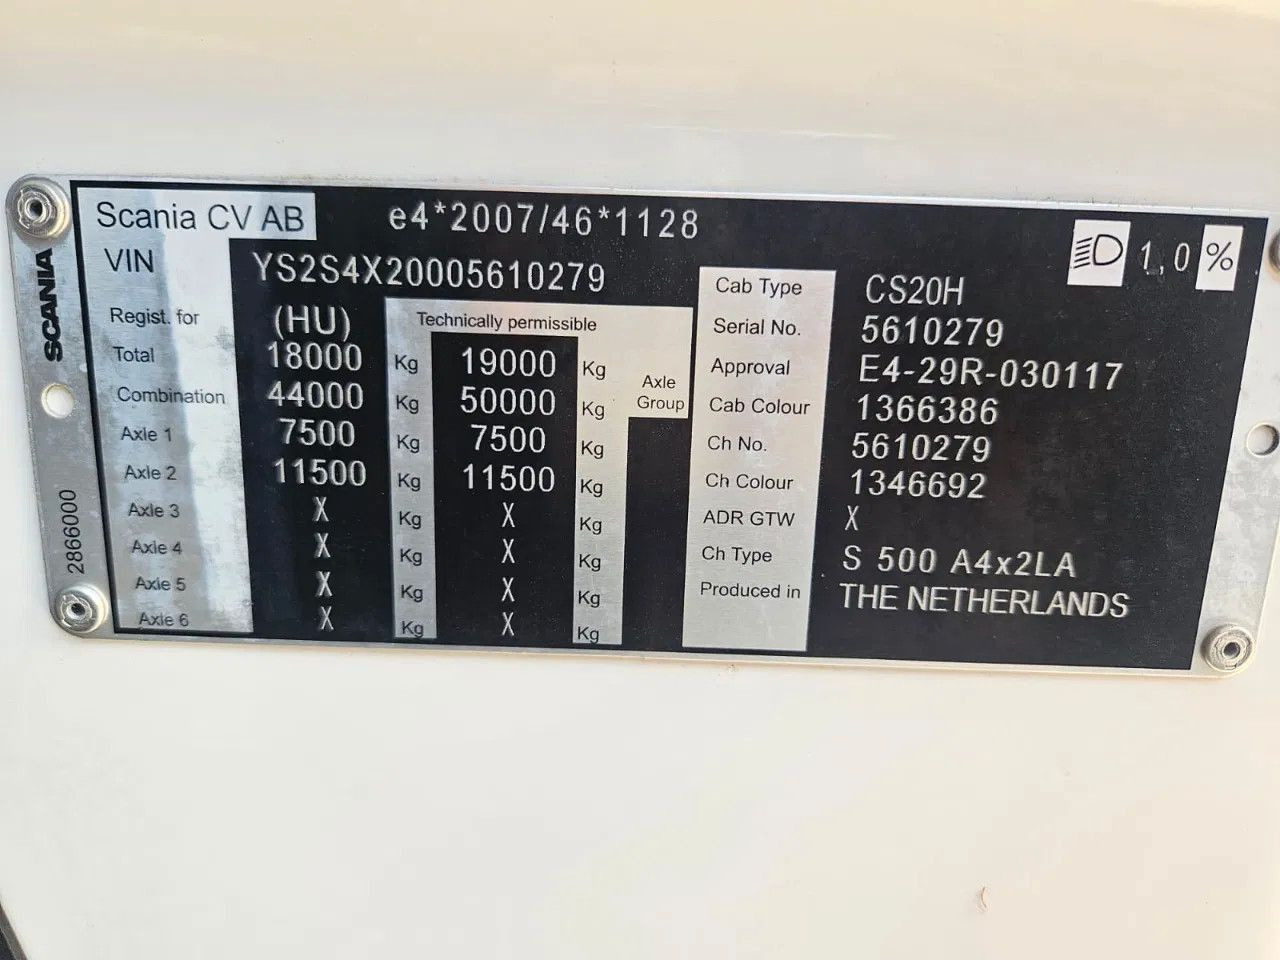 Scania CV AB e4*2007/46*1128 1,0 %
VIN YS2S4X20005610279
SCANIA
2866000
Regist. for (HU) Technically permissible
Total 18000 Kg 19000 Kg
Combination 44000 Kg 50000 Kg Axle Group
Axle 1 7500 Kg 7500 Kg
Axle 2 11500 Kg 11500 Kg
Axle 3 X Kg X Kg
Axle 4 X Kg X Kg
Axle 5 X Kg X Kg
Axle 6 X Kg X Kg
Cab Type CS20H
Serial No. 5610279
Approval E4-29R-030117
Cab Colour 1366386
Ch No. 5610279
Ch Colour 1346692
ADR GTW X
Ch Type S 500 A4x2LA
Produced in THE NETHERLANDS